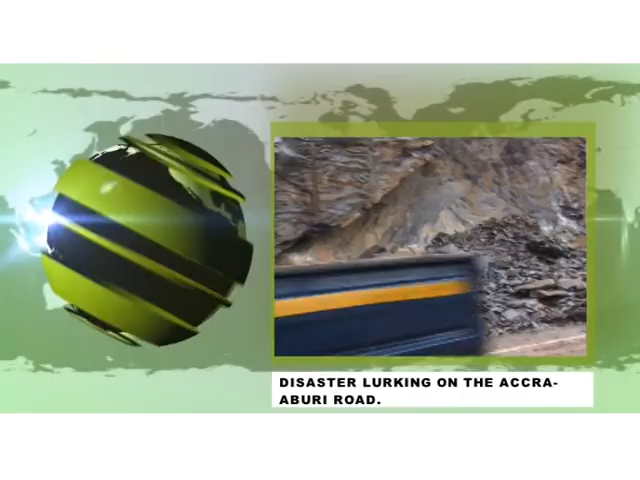 DISASTER LURKING ON THE ACCRA-
ABURI ROAD.